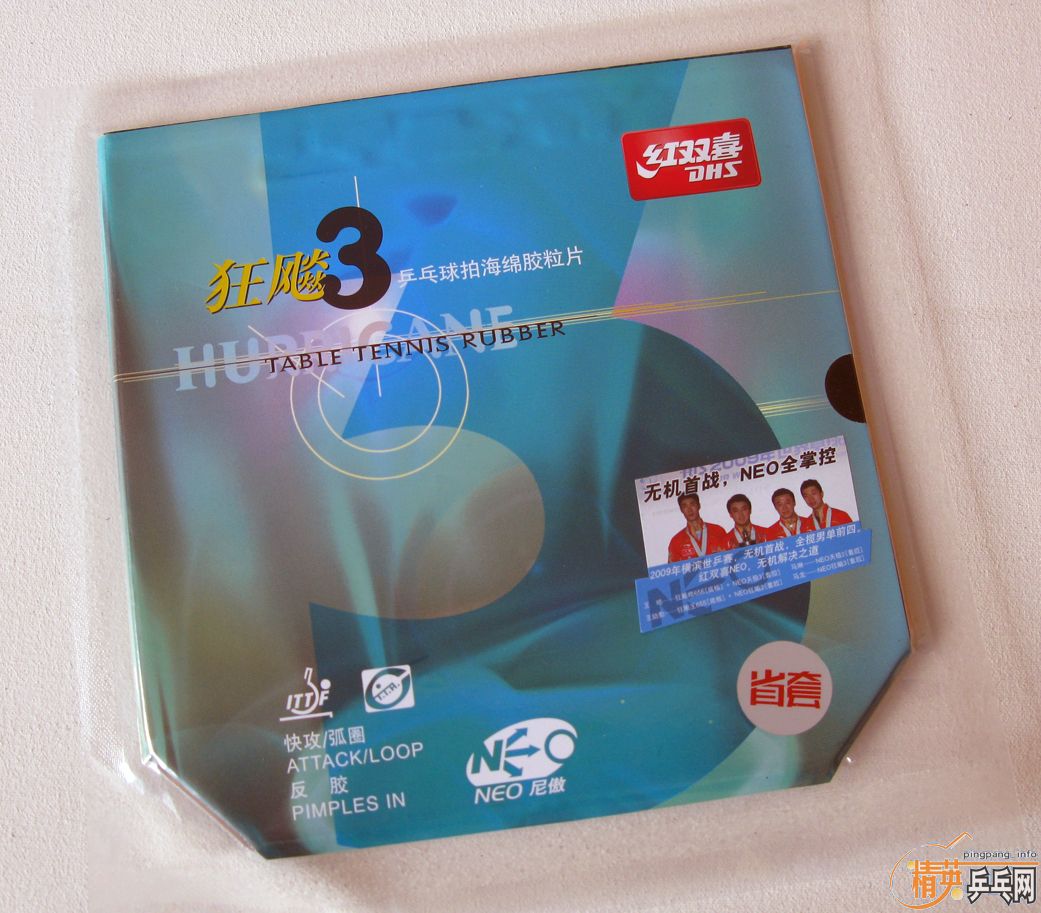 红双喜
DHS
狂飚3
乒乓球拍海绵胶粒片
HURRICANE
TABLE TENNIS RUBBER
无机首战，NEO全掌控
2009年横滨世乒赛，无机首战，全揽男单前四。
红双喜NEO，无机解决之道
省套
ITTF
快攻/弧圈
ATTACK/LOOP
反 胶
PIMPLES IN
NEO
NEO 尼傲
pingpang_info
精英乒乓网